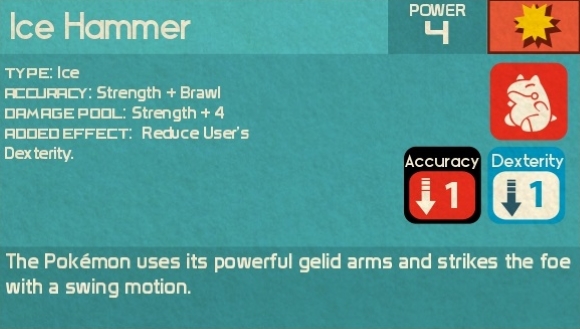 Ice Hammer
POWER
4
TYPE: Ice
ACCURACY: Strength + Brawl
DAMAGE POOL: Strength + 4
ADDED EFFECT: Reduce User's
Dexterity.
Accuracy
1
Dexterity
1
The Pokémon uses its powerful gelid arms and strikes the foe
with a swing motion.